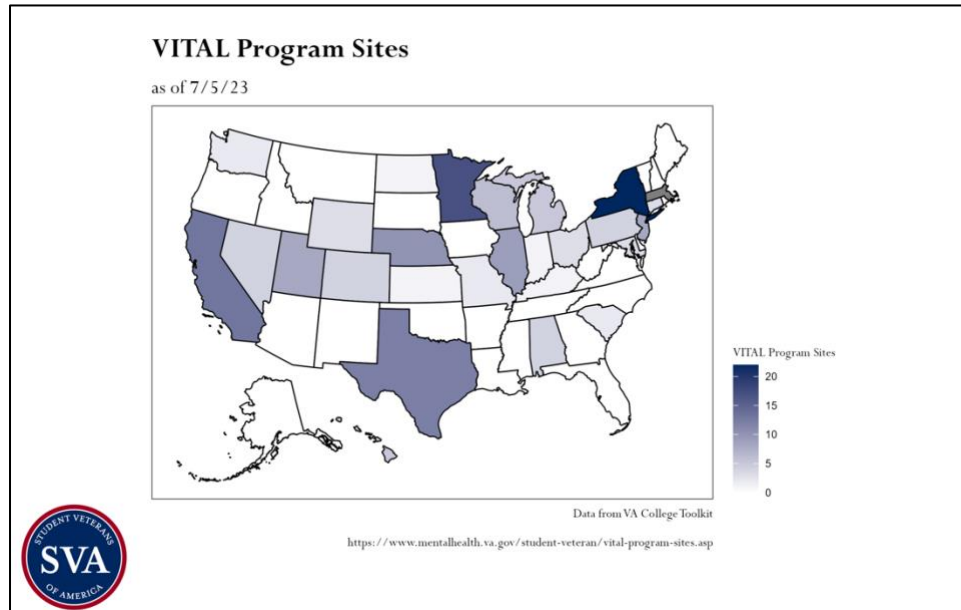 VITAL Program Sites
as of 7/5/23
VITAL Program Sites
20
15
10
5
0
Data from VA College Toolkit
https://www.mentalhealth.va.gov/student-veteran/vital-program-sites.asp
STUDENT VETERANS
SVA
OF AMERICA